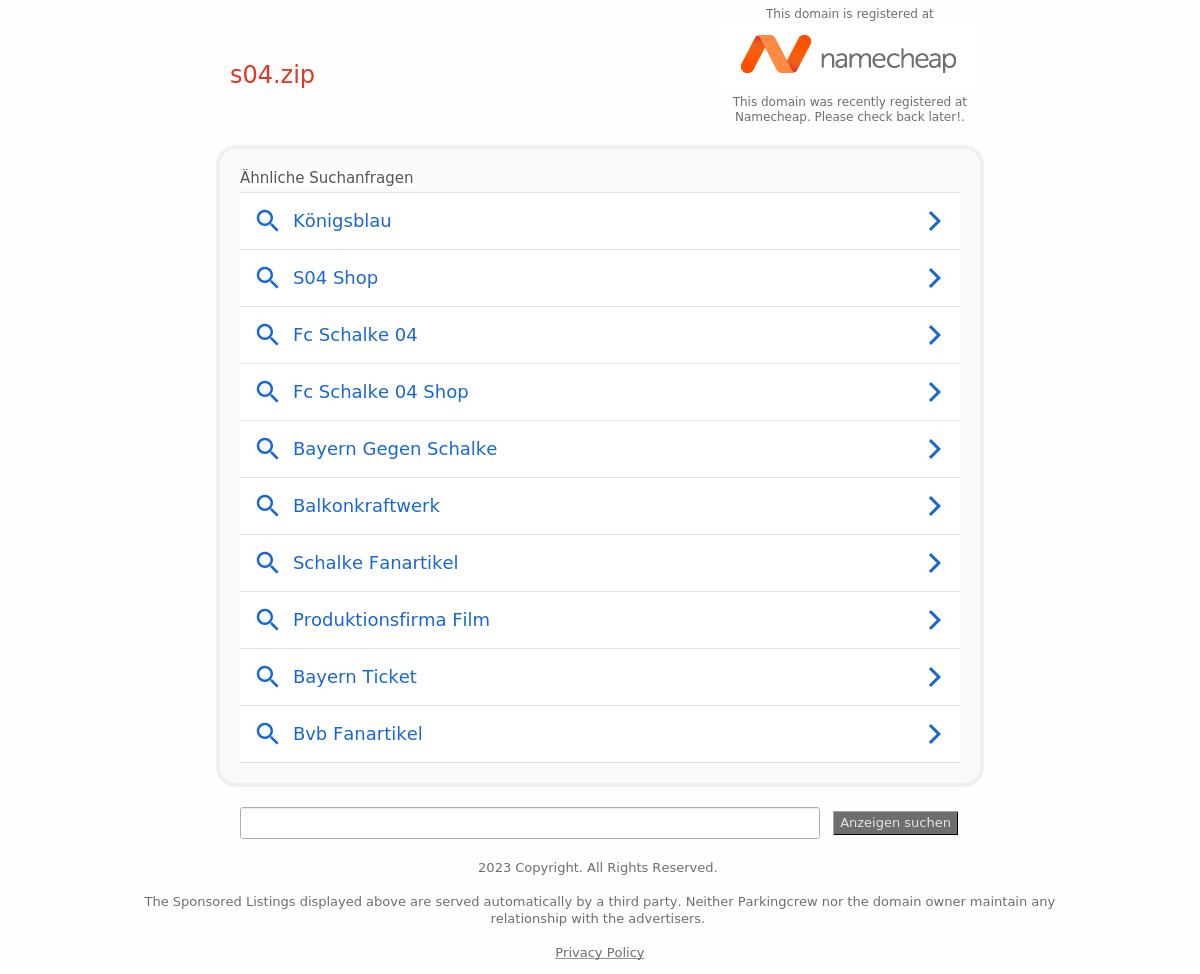 This domain is registered at
namecheap
s04.zip
This domain was recently registered at
Namecheap. Please check back later!.
Ähnliche Suchanfragen
Königsblau
S04 Shop
Fc Schalke 04
Fc Schalke 04 Shop
Bayern Gegen Schalke
Balkonkraftwerk
Schalke Fanartikel
Produktionsfirma Film
Bayern Ticket
Bvb Fanartikel
Anzeigen suchen
2023 Copyright. All Rights Reserved.
The Sponsored Listings displayed above are served automatically by a third party. Neither Parkingcrew nor the domain owner maintain any
relationship with the advertisers.
Privacy Policy